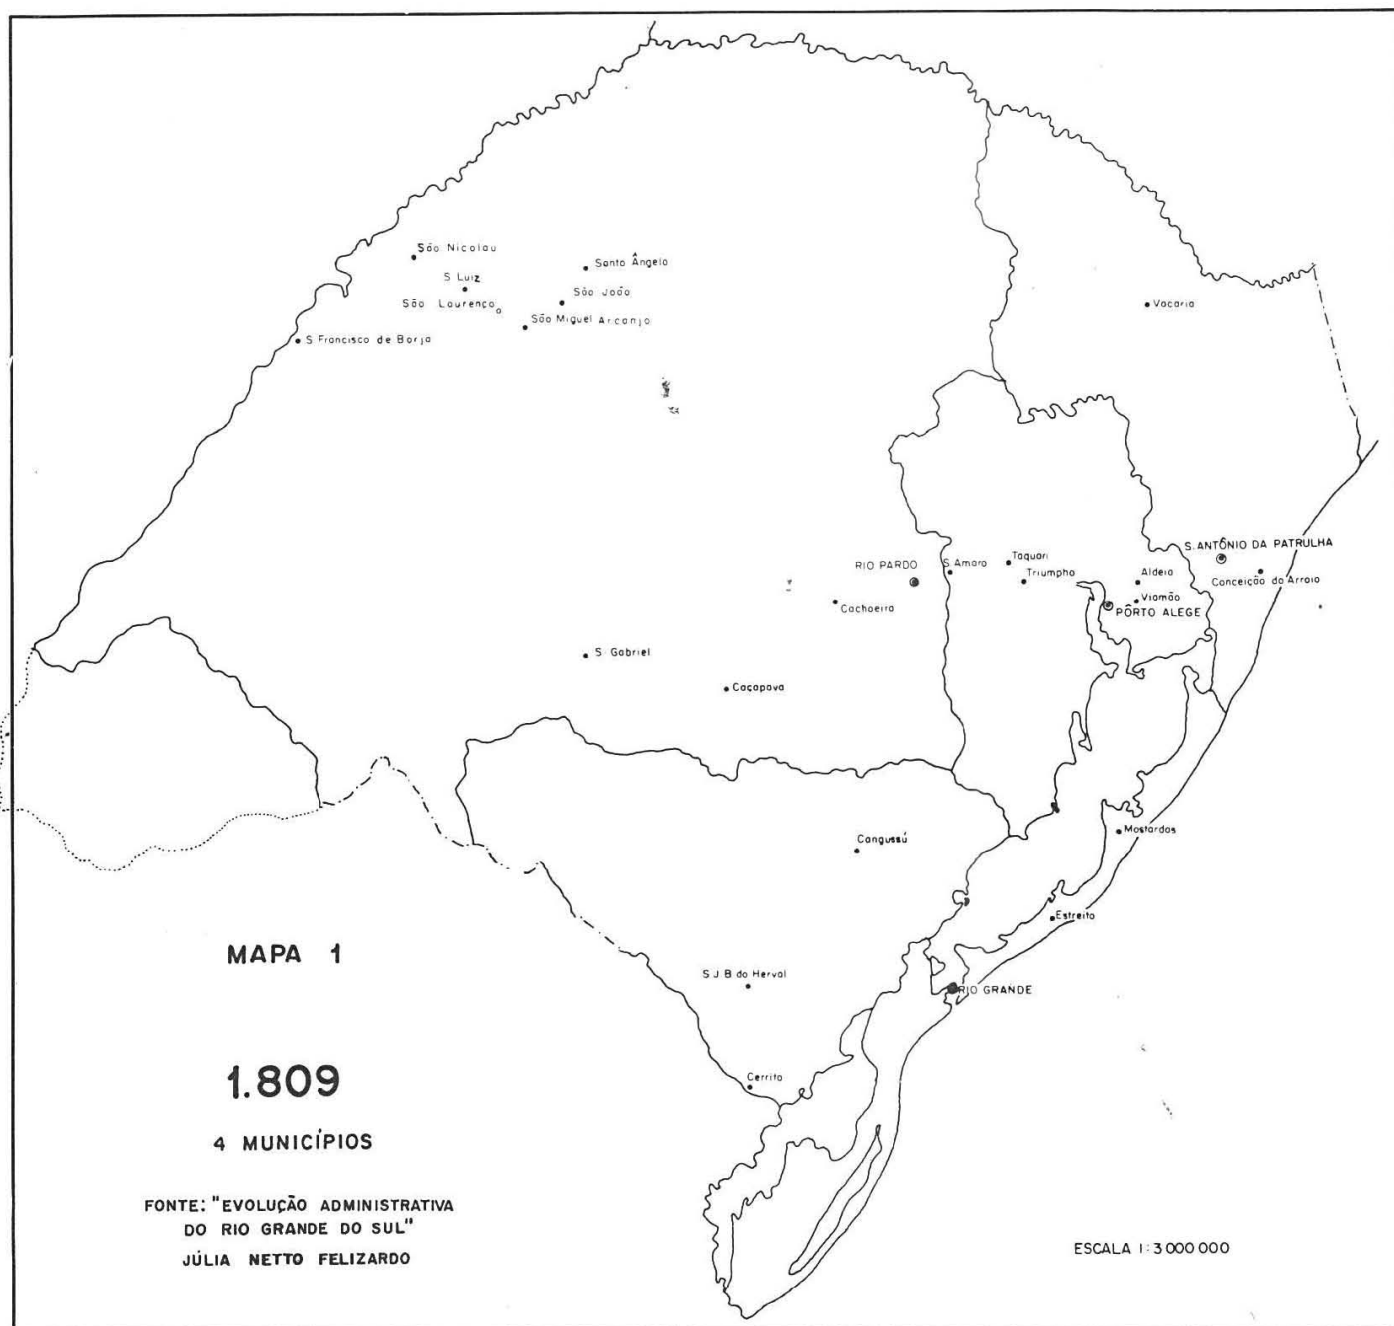 São Nicolau
Santo Ângelo
S Luiz
São João
São Lourenço
São Miguel Arcanjo
S Francisco de Borja
Vacaria
S. ANTÔNIO DA PATRULHA
Taquari
RIO PARDO
S Amaro
Triumpho
Aldeia
Conceição do Arroio
Viamão
Cachoeira
PÔRTO ALEGE
S. Gabriel
Caçapava
Mostardas
Cangussú
Estreito
MAPA 1
S J B do Herval
RIO GRANDE
1.809
Cerrito
4 MUNICÍPIOS
FONTE: "EVOLUÇÃO ADMINISTRATIVA
DO RIO GRANDE DO SUL"
JÚLIA NETTO FELIZARDO
ESCALA 1:3000000